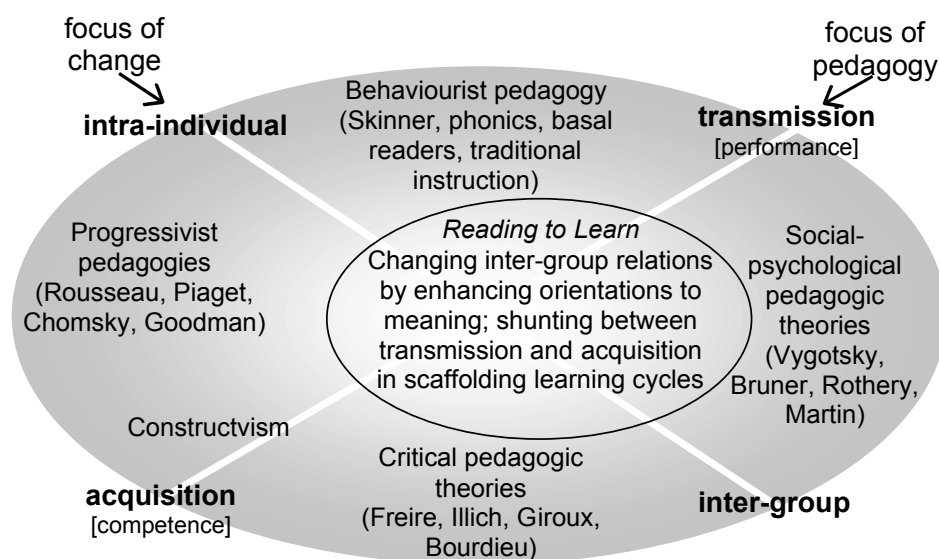 focus of
change
focus of
pedagogy
intra-individual
Behaviourist pedagogy
(Skinner, phonics, basal
readers, traditional
instruction)
transmission
[performance]
Progressivist
pedagogies
(Rousseau, Piaget,
Chomsky, Goodman)
Reading to Learn
Changing inter-group relations
by enhancing orientations to
meaning; shunting between
transmission and acquisition
in scaffolding learning cycles
Social-
psychological
pedagogic
theories
(Vygotsky,
Bruner, Rothery,
Martin)
Constructvism
acquisition
[competence]
Critical pedagogic
theories
(Freire, Illich, Giroux,
Bourdieu)
inter-group